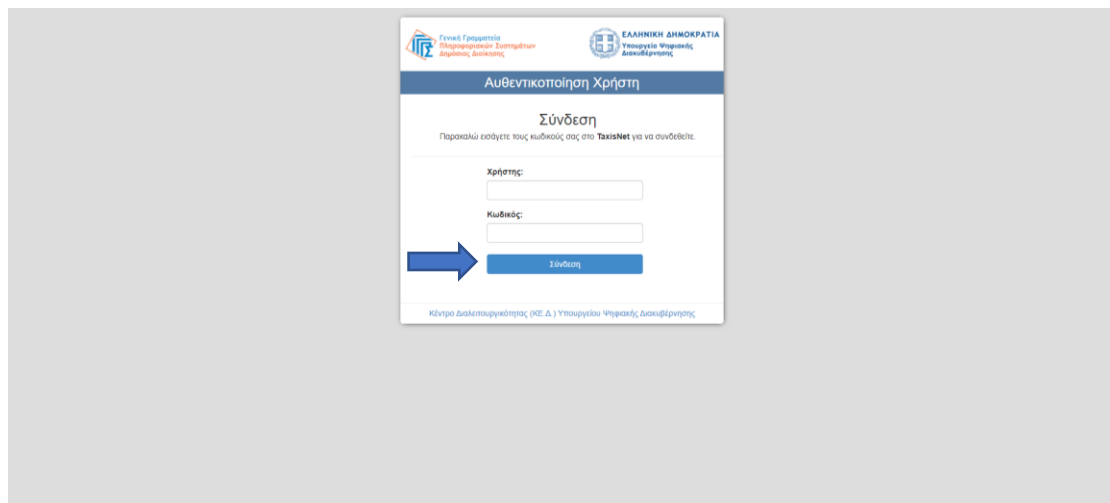 Γενική Γραμματεία
Πληροφοριακών Συστημάτων
Δημόσιας Διοίκησης
ΕΛΛΗΝΙΚΗ ΔΗΜΟΚΡΑΤΙΑ
Υπουργείο Ψηφιακής
Διακυβέρνησης
Αυθεντικοποίηση Χρήστη
Σύνδεση
Παρακαλώ εισάγετε τους κωδικούς σας στο TaxisNet για να συνδεθείτε.
Χρήστης:
Κωδικός:
Σύνδεση
Κέντρο Διαλειτουργικότητας (ΚΕ.Δ.) Υπουργείου Ψηφιακής Διακυβέρνησης